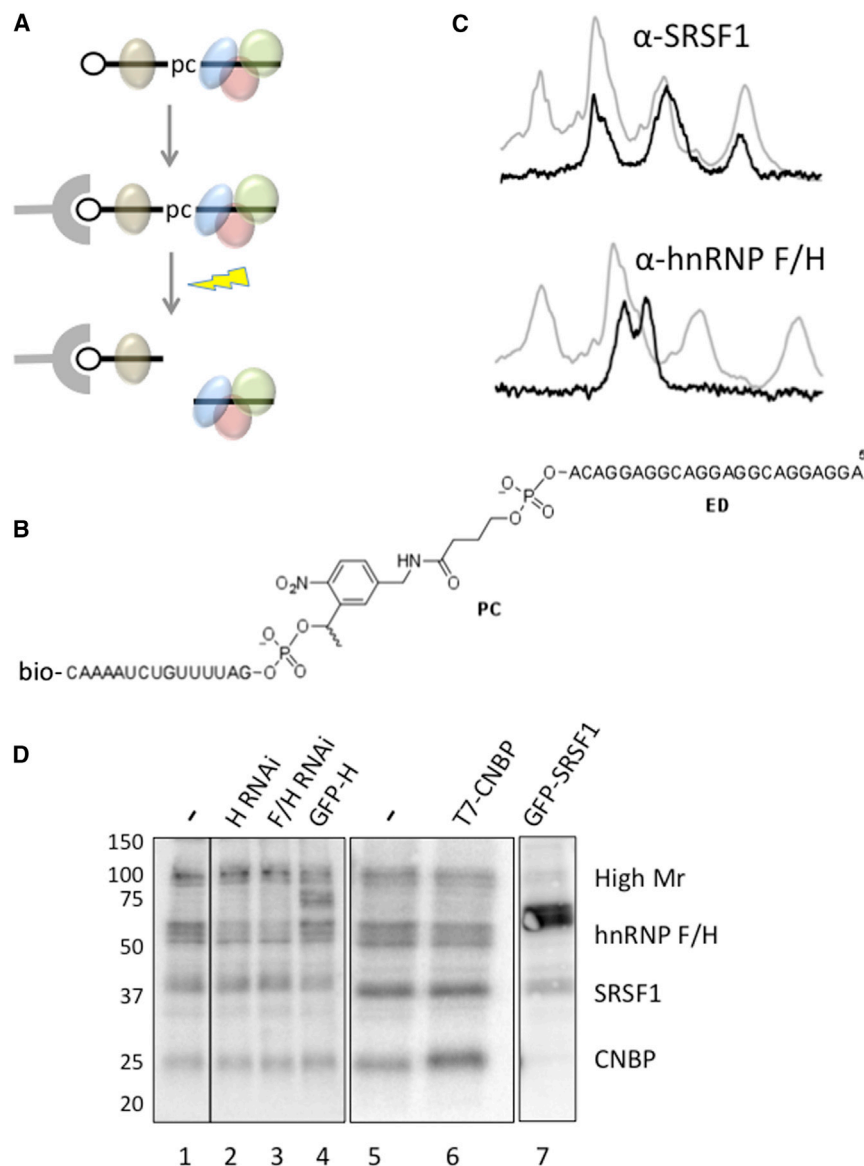 A
pc
pc
C
α-SRSF1
α-hnRNP F/H
B
bio-CAAAAUCUGUUUUAG-O
O
O
P
O
O₂N
HN
O
PC
O
O
P
O
O-ACAGGAGGCAGGAGGCAGGAGGA
ED
D
- H RNAi F/H RNAi GFP-H - T7-CNBP GFP-SRSF1
150
100
75
50
37
25
20
High Mr
hnRNP F/H
SRSF1
CNBP
1 2 3 4 5 6 7